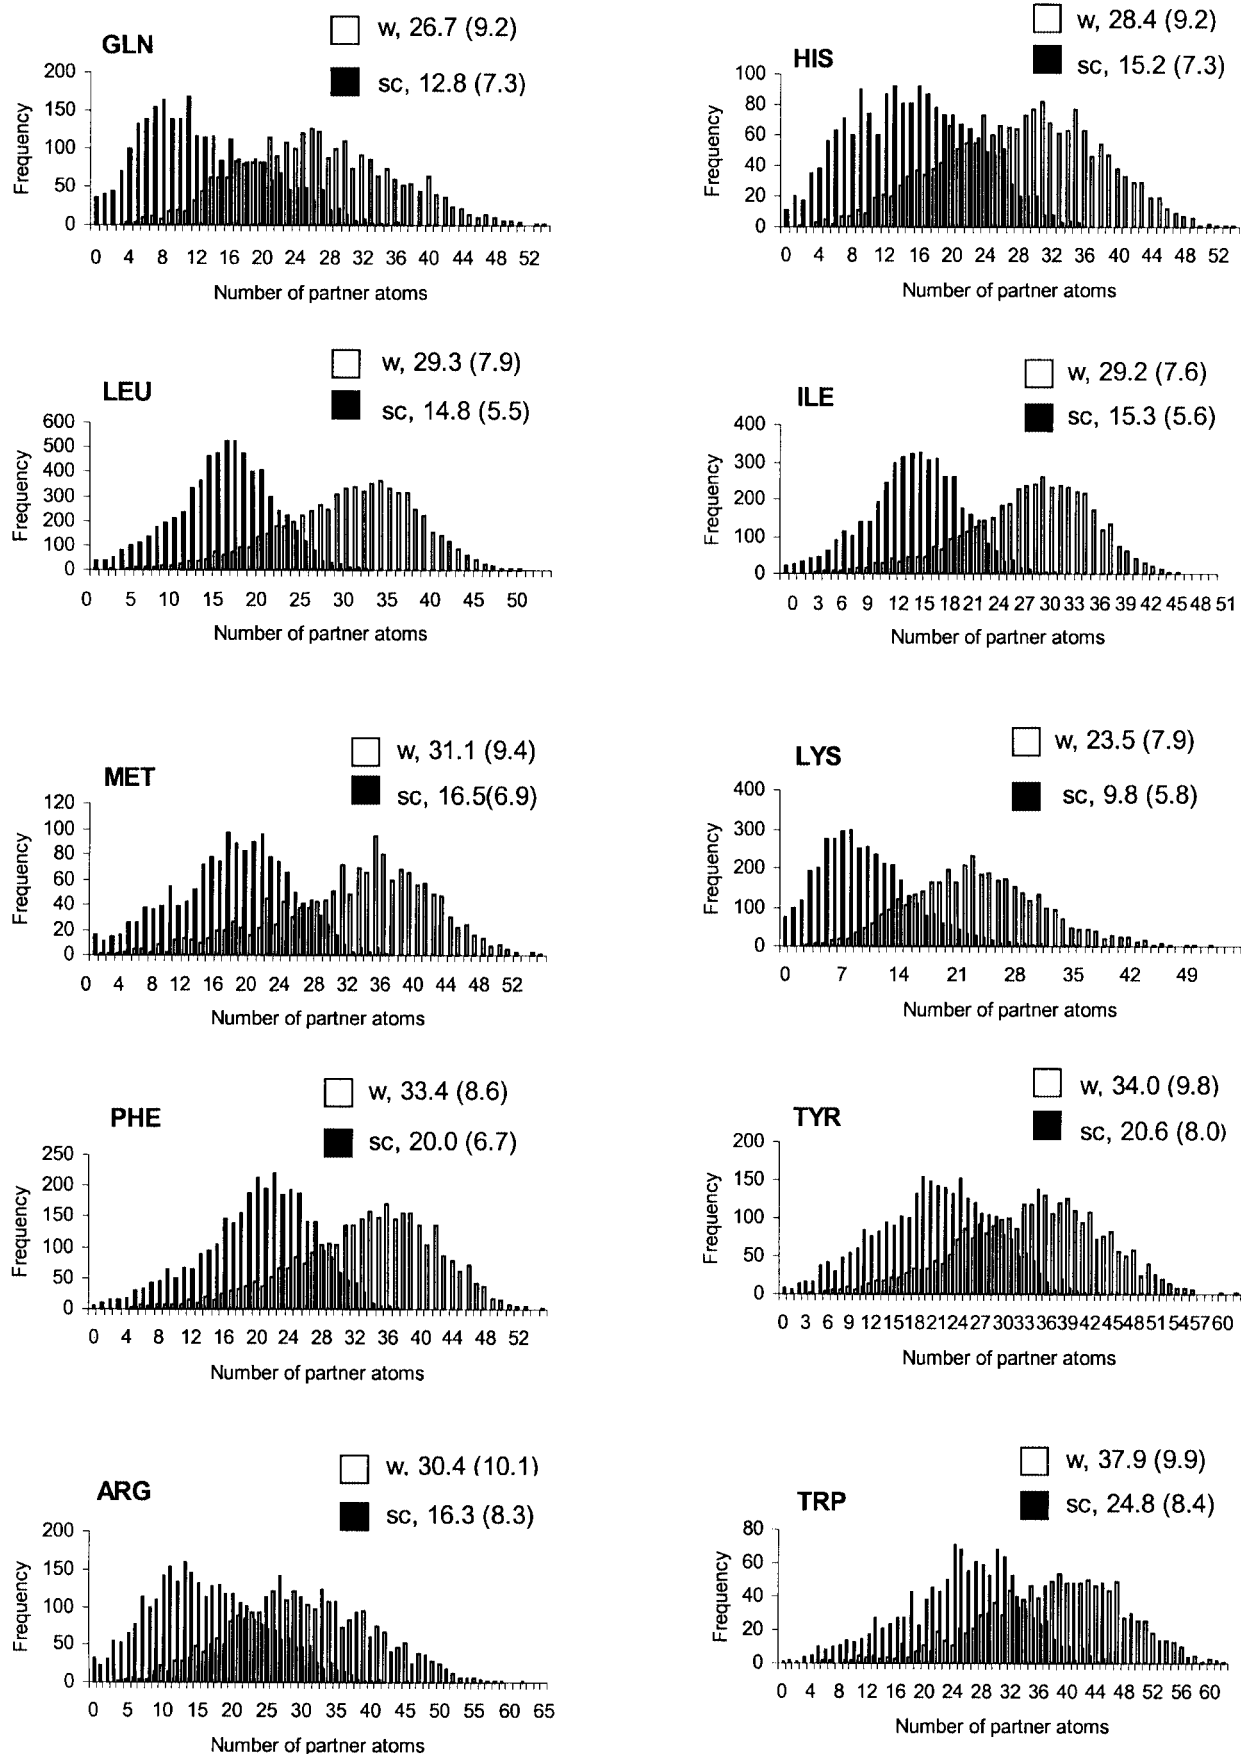 GLN
w, 26.7 (9.2)
sc, 12.8 (7.3)
Frequency
200
150
100
50
0
0 4 8 12 16 20 24 28 32 36 40 44 48 52
Number of partner atoms
HIS
w, 28.4 (9.2)
sc, 15.2 (7.3)
Frequency
100
80
60
40
20
0
0 4 8 12 16 20 24 28 32 36 40 44 48 52
Number of partner atoms
LEU
w, 29.3 (7.9)
sc, 14.8 (5.5)
Frequency
600
500
400
300
200
100
0
0 5 10 15 20 25 30 35 40 50
Number of partner atoms
ILE
w, 29.2 (7.6)
sc, 15.3 (5.6)
Frequency
400
300
200
100
0
0 3 6 9 12 15 18 21 24 27 30 33 36 39 42 45 48 51
Number of partner atoms
MET
w, 31.1 (9.4)
sc, 16.5(6.9)
Frequency
120
100
80
60
40
20
0
0 4 8 12 16 20 24 28 32 36 40 44 48 52
Number of partner atoms
LYS
w, 23.5 (7.9)
sc, 9.8 (5.8)
Frequency
400
300
200
100
0
0 7 14 21 28 35 42 49
Number of partner atoms
PHE
w, 33.4 (8.6)
sc, 20.0 (6.7)
Frequency
250
200
150
100
50
0
0 4 8 12 16 20 24 28 32 36 40 44 48 52
Number of partner atoms
TYR
w, 34.0 (9.8)
sc, 20.6 (8.0)
Frequency
200
150
100
50
0
0 3 6 9 12 15 18 21 24 27 30 33 36 39 42 45 48 51 54 57 60
Number of partner atoms
ARG
w, 30.4 (10.1)
sc, 16.3 (8.3)
Frequency
200
150
100
50
0
0 5 10 15 20 25 30 35 40 45 50 55 60 65
Number of partner atoms
TRP
w, 37.9 (9.9)
sc, 24.8 (8.4)
Frequency
80
60
40
20
0
0 4 8 12 16 20 24 28 32 36 40 44 48 52 56 60
Number of partner atoms